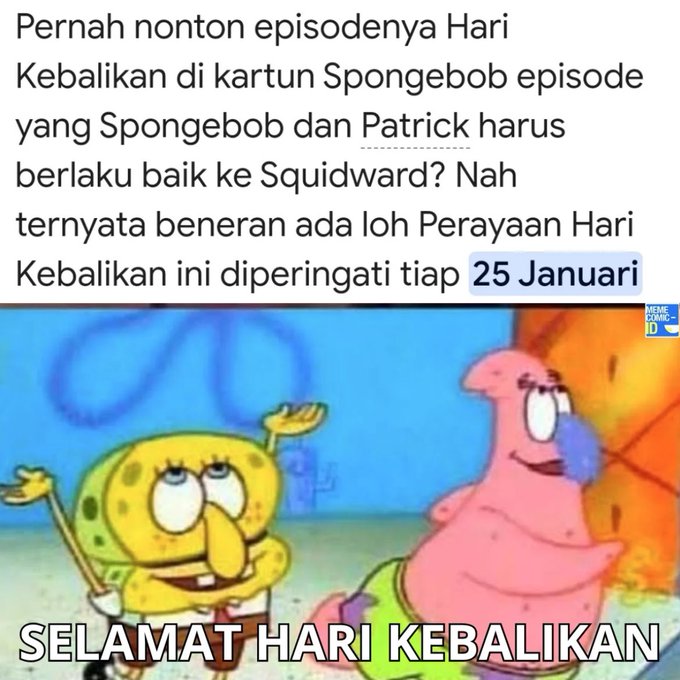 Pernah nonton episodenya Hari
Kebalikan di kartun Spongebob episode
yang Spongebob dan Patrick harus
berlaku baik ke Squidward? Nah
ternyata beneran ada loh Perayaan Hari
Kebalikan ini diperingati tiap 25 Januari
MEME
COMIC
ID
SELAMAT HARI KEBALIKAN